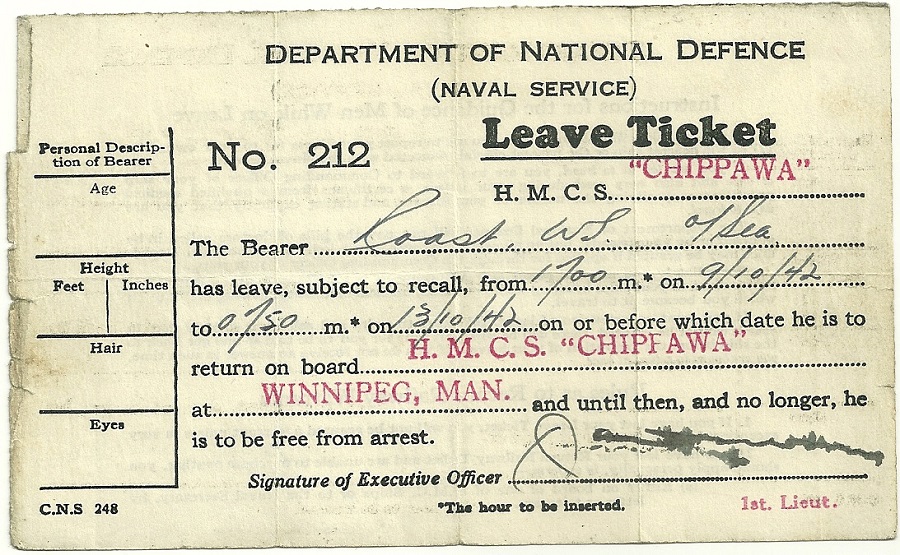 DEPARTMENT OF NATIONAL DEFENCE
(NAVAL SERVICE)
Leave Ticket
No. 212
"CHIPPAWA"
H. M. C. S.
Personal Descrip-
tion of Bearer
Age
Height
Feet Inches
Hair
Eyes
The Bearer Coast, W.S. O/Sea
has leave, subject to recall, from 1700 m.* on 9/10/42
to 0750 m.* on 13/10/42 on or before which date he is to
return on board H. M. C. S. "CHIPPAWA"
at WINNIPEG, MAN. and until then, and no longer, he
is to be free from arrest.
Signature of Executive Officer
C.N.S 248
*The hour to be inserted.
1st. Lieut.